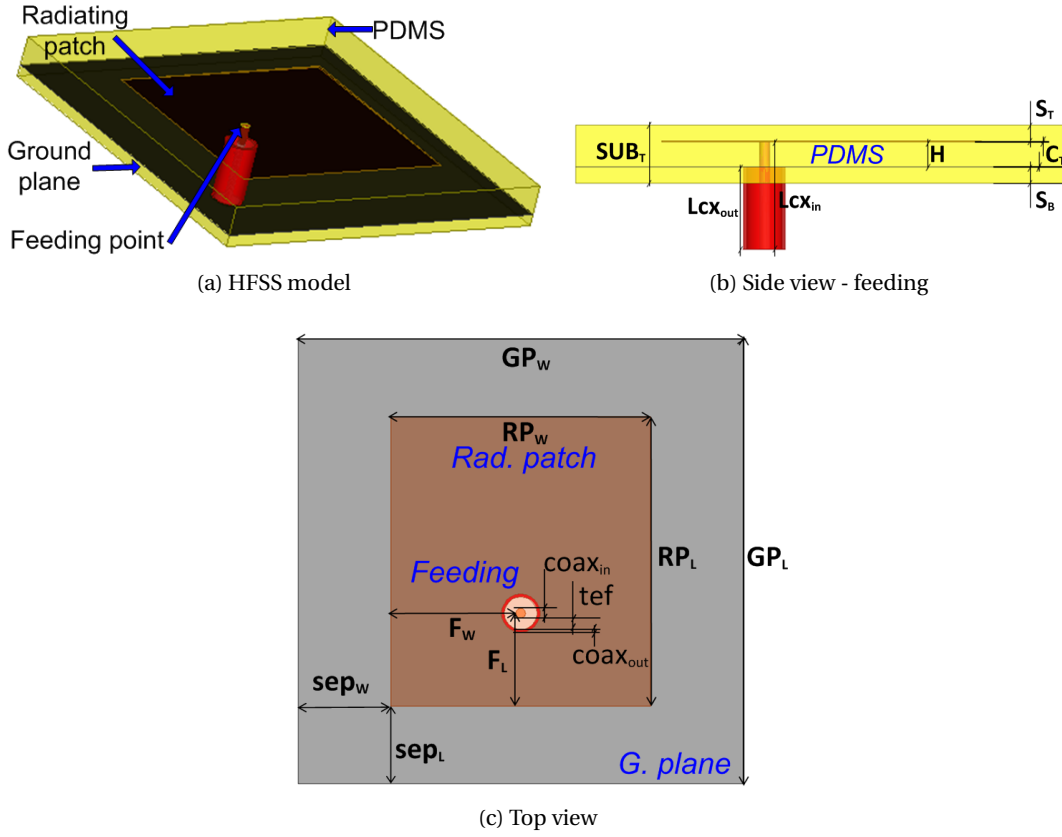 Radiating
patch
PDMS
Ground
plane
Feeding point
(a) HFSS model
S_T
SUB_T
PDMS
H
C_T
Lcx_out
Lcx_in
S_B
(b) Side view - feeding
GP_W
RP_W
Rad. patch
coax_in
RP_L
GP_L
Feeding
tef
F_W
coax_out
F_L
sep_W
sep_L
G. plane
(c) Top view